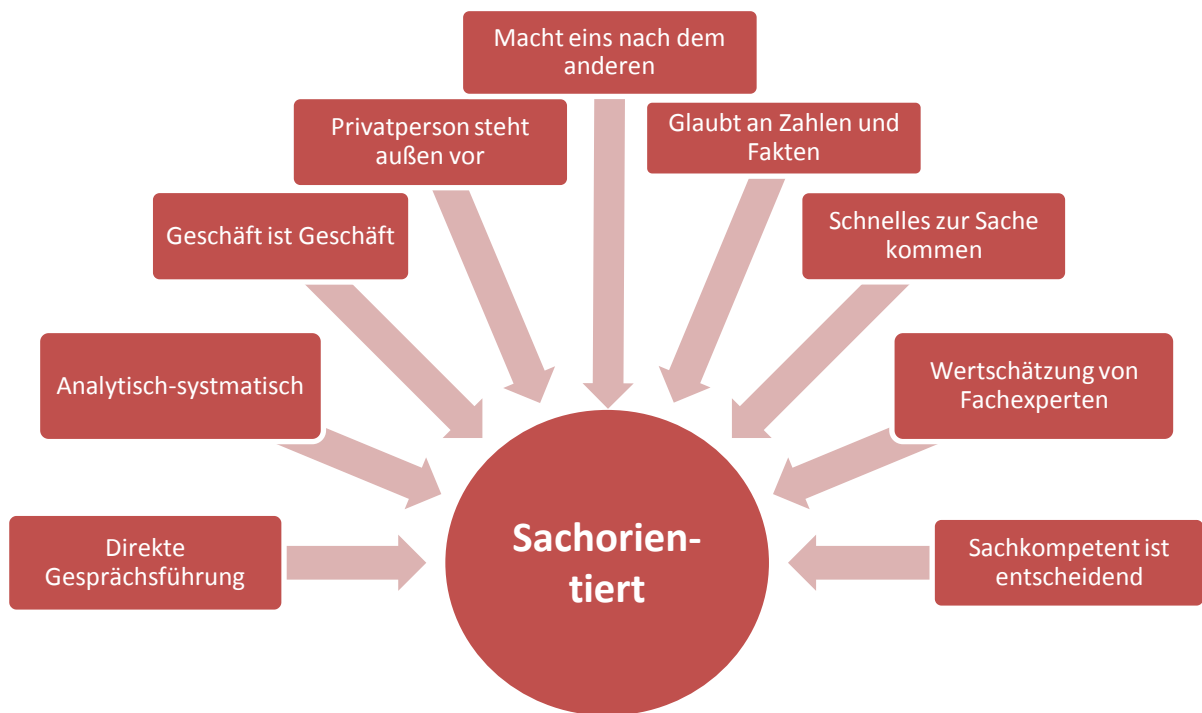 Macht eins nach dem
anderen
Privatperson steht
außen vor
Glaubt an Zahlen und
Fakten
Geschäft ist Geschäft
Schnelles zur Sache
kommen
Analytisch-systmatisch
Wertschätzung von
Fachexperten
Direkte
Gesprächsführung
Sachorien-
tiert
Sachkompetent ist
entscheidend